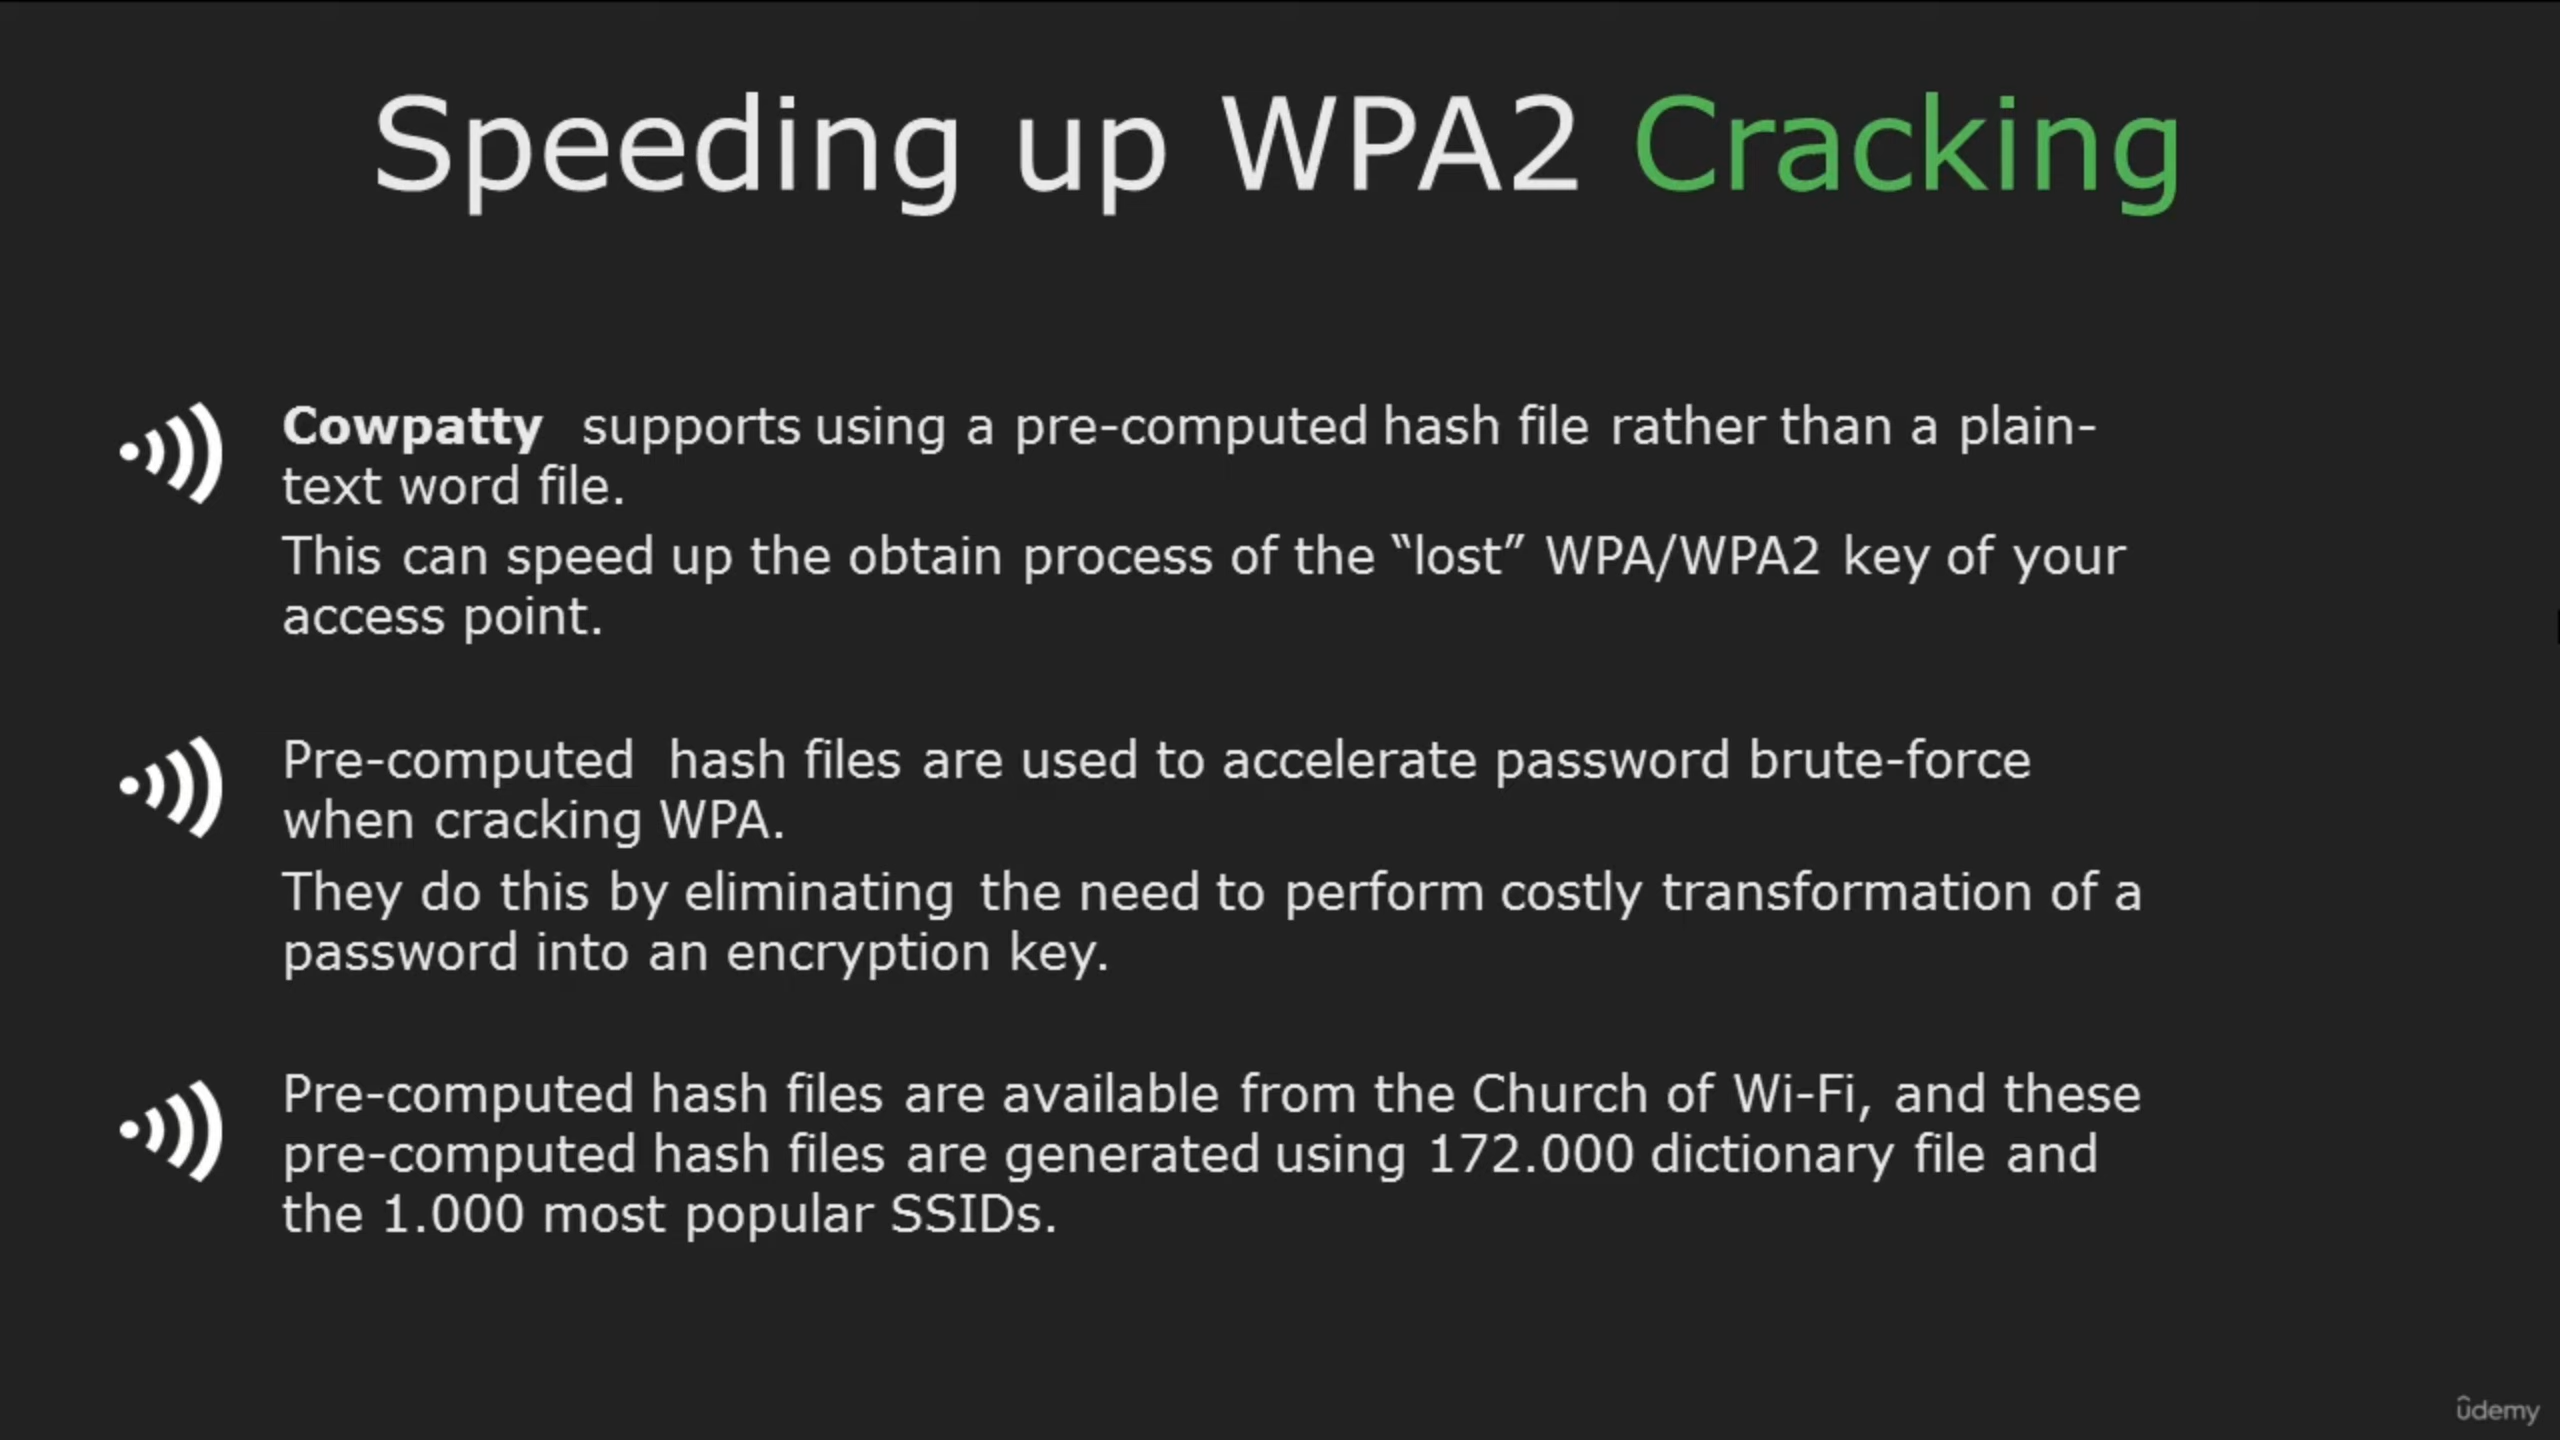 Speeding up WPA2 Cracking
Cowpatty supports using a pre-computed hash file rather than a plain-
text word file.
This can speed up the obtain process of the “lost” WPA/WPA2 key of your
access point.
Pre-computed hash files are used to accelerate password brute-force
when cracking WPA.
They do this by eliminating the need to perform costly transformation of a
password into an encryption key.
Pre-computed hash files are available from the Church of Wi-Fi, and these
pre-computed hash files are generated using 172.000 dictionary file and
the 1.000 most popular SSIDs.
udemy